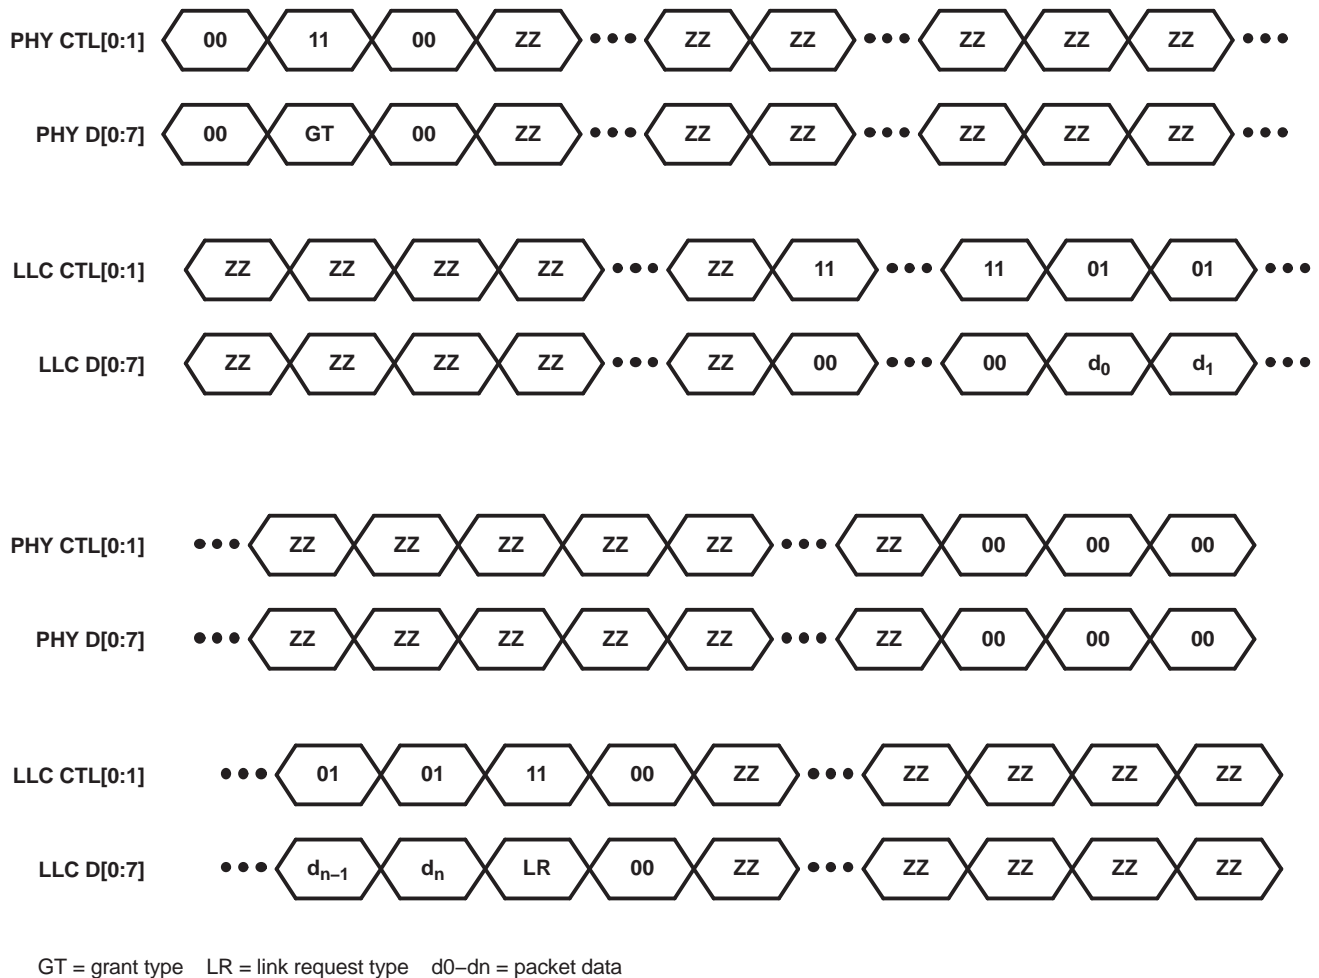 PHY CTL[0:1] 00 11 00 ZZ ZZ ZZ ZZ ZZ ZZ
PHY D[0:7] 00 GT 00 ZZ ZZ ZZ ZZ ZZ ZZ
LLC CTL[0:1] ZZ ZZ ZZ ZZ ZZ 11 11 01 01
LLC D[0:7] ZZ ZZ ZZ ZZ ZZ 00 00 d0 d1
PHY CTL[0:1] ZZ ZZ ZZ ZZ ZZ ZZ 00 00 00
PHY D[0:7] ZZ ZZ ZZ ZZ ZZ ZZ 00 00 00
LLC CTL[0:1] 01 01 11 00 ZZ ZZ ZZ ZZ ZZ
LLC D[0:7] dn–1 dn LR 00 ZZ ZZ ZZ ZZ ZZ
GT = grant type LR = link request type d0–dn = packet data